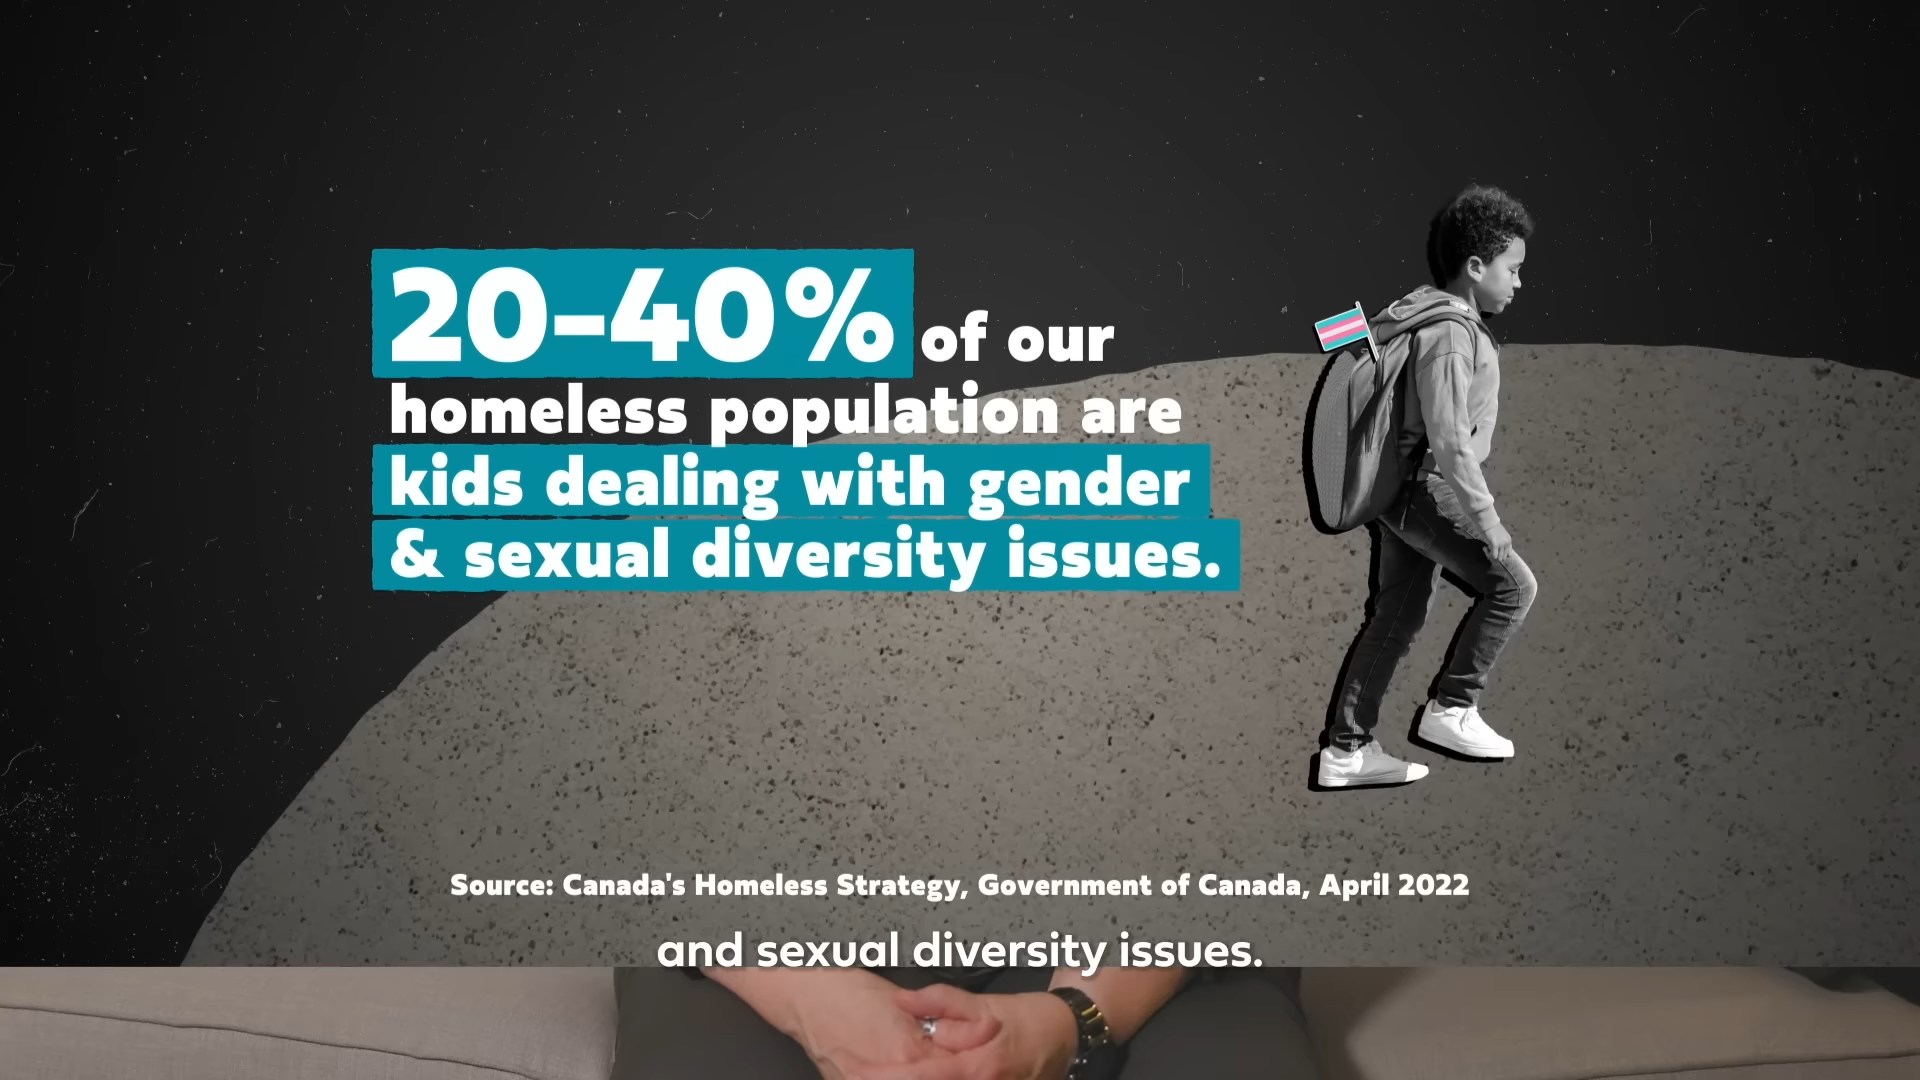 20–40% of our
homeless population are
kids dealing with gender
& sexual diversity issues.
Source: Canada's Homeless Strategy, Government of Canada, April 2022
and sexual diversity issues.